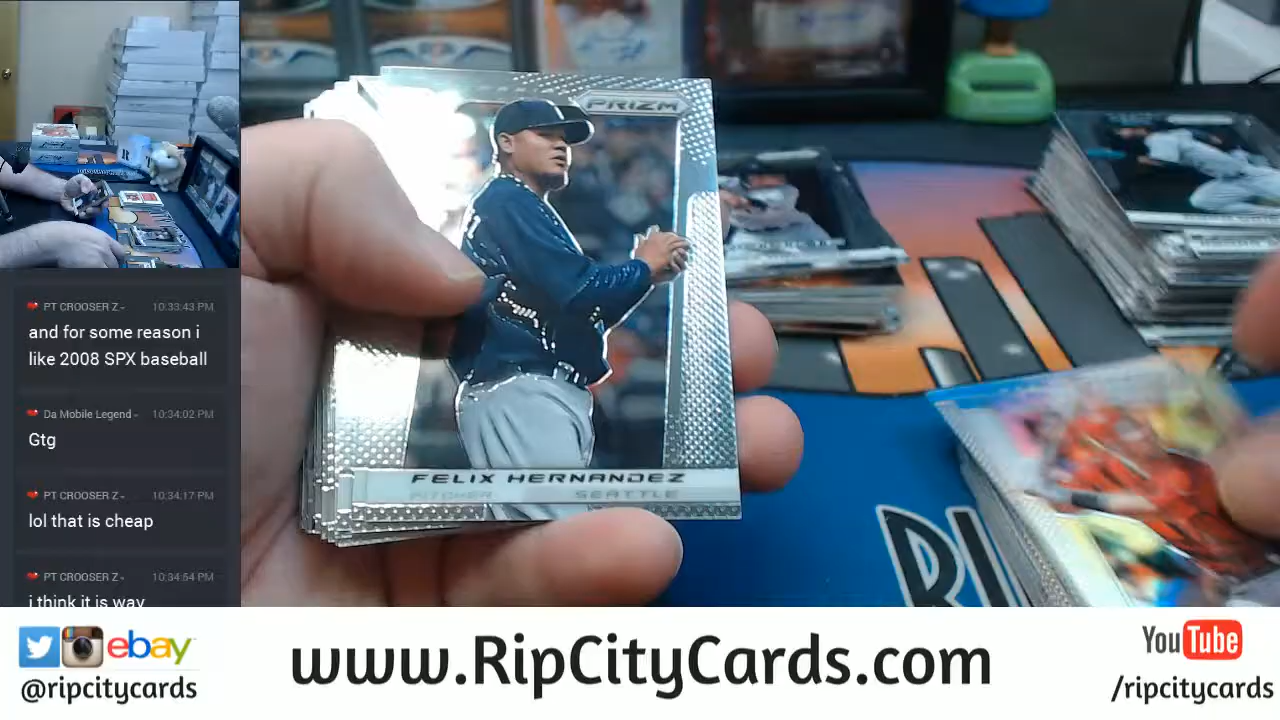 PRIZM
FELIX HERNANDEZ
PITCHER SEATTLE
PT CROOSER Z - 10:33:43 PM
and for some reason i
like 2008 SPX baseball
Da Mobile Legend - 10:34:02 PM
Gtg
PT CROOSER Z - 10:34:17 PM
lol that is cheap
PT CROOSER Z - 10:34:54 PM
i think it is way
ebay
@ripcitycards
www.RipCityCards.com
YouTube
/ripcitycards